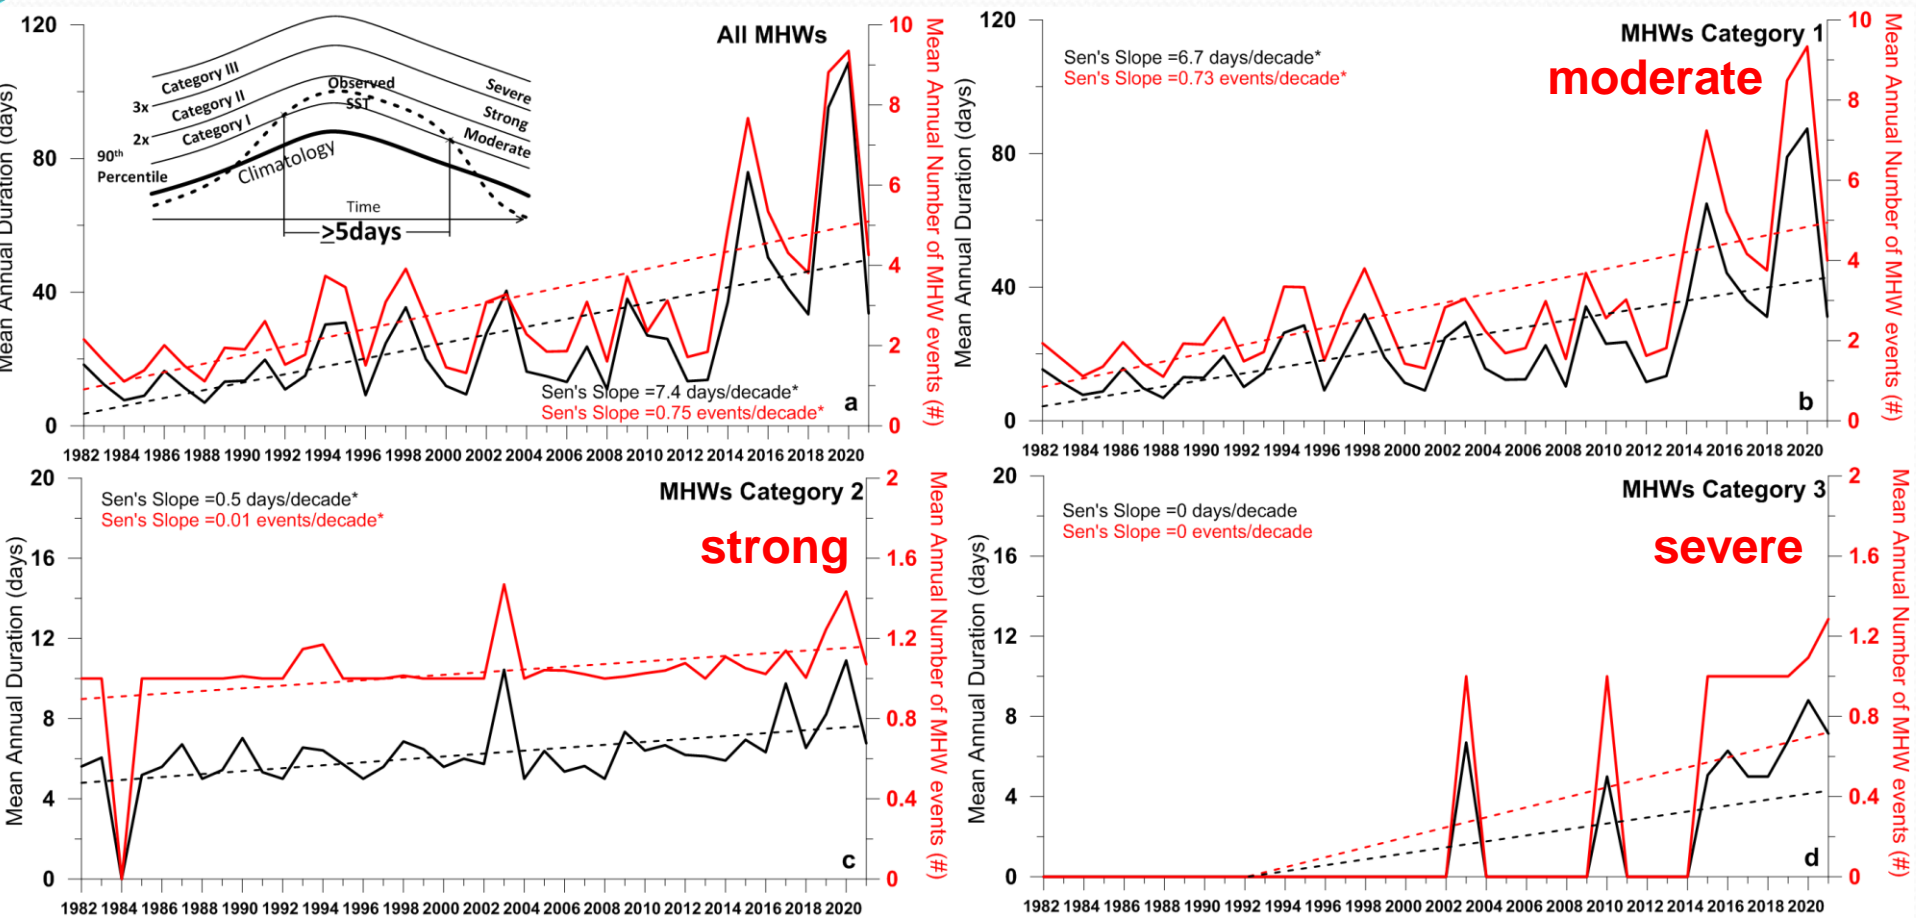 All MHWs
Mean Annual Duration (days)
120
80
40
0
10
8
6
4
2
0
Mean Annual Number of MHW events (#)
Category III
Category II
Category I
3x
2x
90th
Percentile
Observed
SST
Climatology
Severe
Strong
Moderate
Time
≥5days
Sen's Slope =7.4 days/decade*
Sen's Slope =0.75 events/decade*
a
1982 1984 1986 1988 1990 1992 1994 1996 1998 2000 2002 2004 2006 2008 2010 2012 2014 2016 2018 2020
MHWs Category 1
moderate
Sen's Slope =6.7 days/decade*
Sen's Slope =0.73 events/decade*
Mean Annual Duration (days)
120
80
40
0
10
8
6
4
2
0
Mean Annual Number of MHW events (#)
b
1982 1984 1986 1988 1990 1992 1994 1996 1998 2000 2002 2004 2006 2008 2010 2012 2014 2016 2018 2020
MHWs Category 2
strong
Sen's Slope =0.5 days/decade*
Sen's Slope =0.01 events/decade*
Mean Annual Duration (days)
20
16
12
8
4
0
2
1.6
1.2
0.8
0.4
0
Mean Annual Number of MHW events (#)
c
1982 1984 1986 1988 1990 1992 1994 1996 1998 2000 2002 2004 2006 2008 2010 2012 2014 2016 2018 2020
MHWs Category 3
severe
Sen's Slope =0 days/decade
Sen's Slope =0 events/decade
Mean Annual Duration (days)
20
16
12
8
4
0
2
1.6
1.2
0.8
0.4
0
Mean Annual Number of MHW events (#)
d
1982 1984 1986 1988 1990 1992 1994 1996 1998 2000 2002 2004 2006 2008 2010 2012 2014 2016 2018 2020